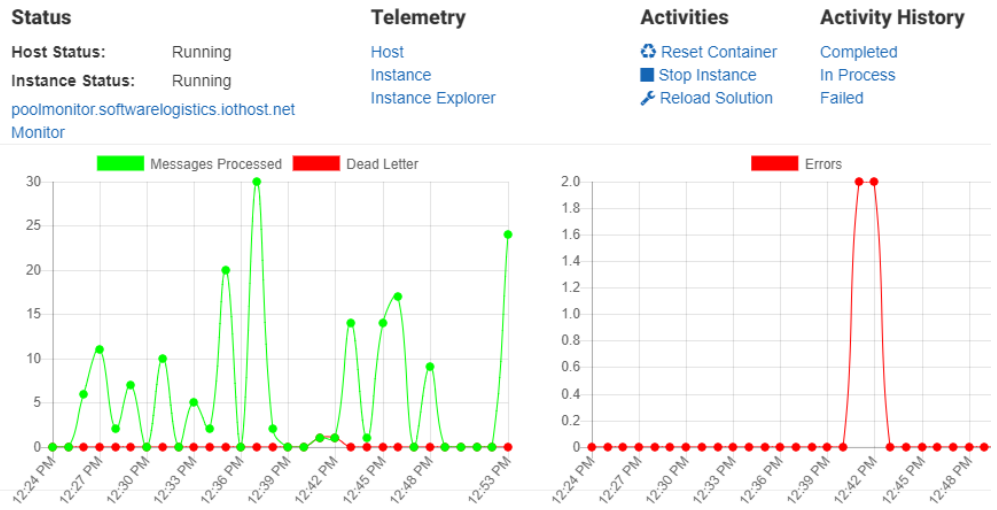 Status
Host Status: Running
Instance Status: Running
poolmonitor.softwarelogistics.iothost.net
Monitor
Telemetry
Host
Instance
Instance Explorer
Activities
Reset Container
Stop Instance
Reload Solution
Activity History
Completed
In Process
Failed
Messages Processed Dead Letter
30
25
20
15
10
5
0
12:24 PM 12:27 PM 12:30 PM 12:33 PM 12:36 PM 12:39 PM 12:42 PM 12:45 PM 12:48 PM 12:53 PM
Errors
2.0
1.8
1.6
1.4
1.2
1.0
0.8
0.6
0.4
0.2
0
12:24 PM 12:27 PM 12:30 PM 12:33 PM 12:36 PM 12:39 PM 12:42 PM 12:45 PM 12:48 PM